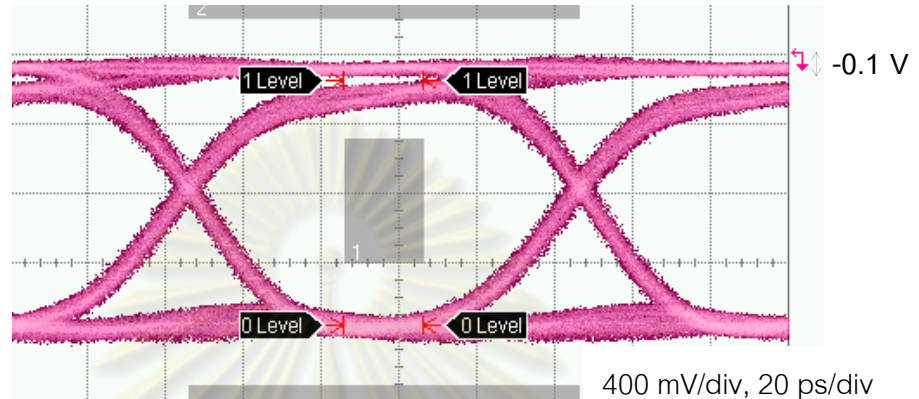 2
1 Level 1 Level
-0.1 V
1
0 Level 0 Level
400 mV/div, 20 ps/div